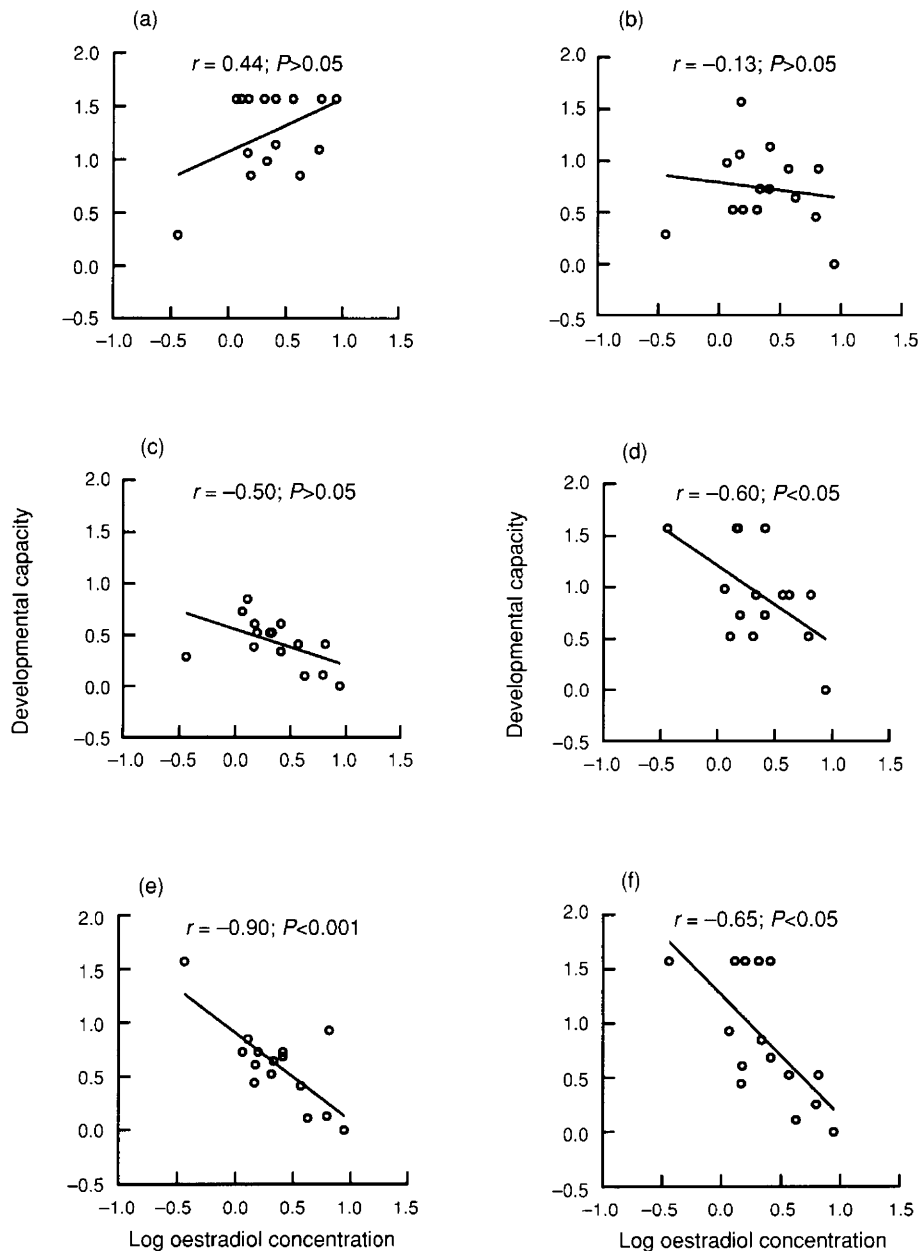 (a)
r = 0.44; P>0.05
2.0
1.5
1.0
0.5
0.0
−0.5
−1.0 −0.5 0.0 0.5 1.0 1.5
(b)
r = −0.13; P>0.05
2.0
1.5
1.0
0.5
0.0
−0.5
−1.0 −0.5 0.0 0.5 1.0 1.5
Developmental capacity
(c)
r = −0.50; P>0.05
2.0
1.5
1.0
0.5
0.0
−0.5
−1.0 −0.5 0.0 0.5 1.0 1.5
Developmental capacity
(d)
r = −0.60; P<0.05
2.0
1.5
1.0
0.5
0.0
−0.5
−1.0 −0.5 0.0 0.5 1.0 1.5
(e)
r = −0.90; P<0.001
2.0
1.5
1.0
0.5
0.0
−0.5
−1.0 −0.5 0.0 0.5 1.0 1.5
Log oestradiol concentration
(f)
r = −0.65; P<0.05
2.0
1.5
1.0
0.5
0.0
−0.5
−1.0 −0.5 0.0 0.5 1.0 1.5
Log oestradiol concentration